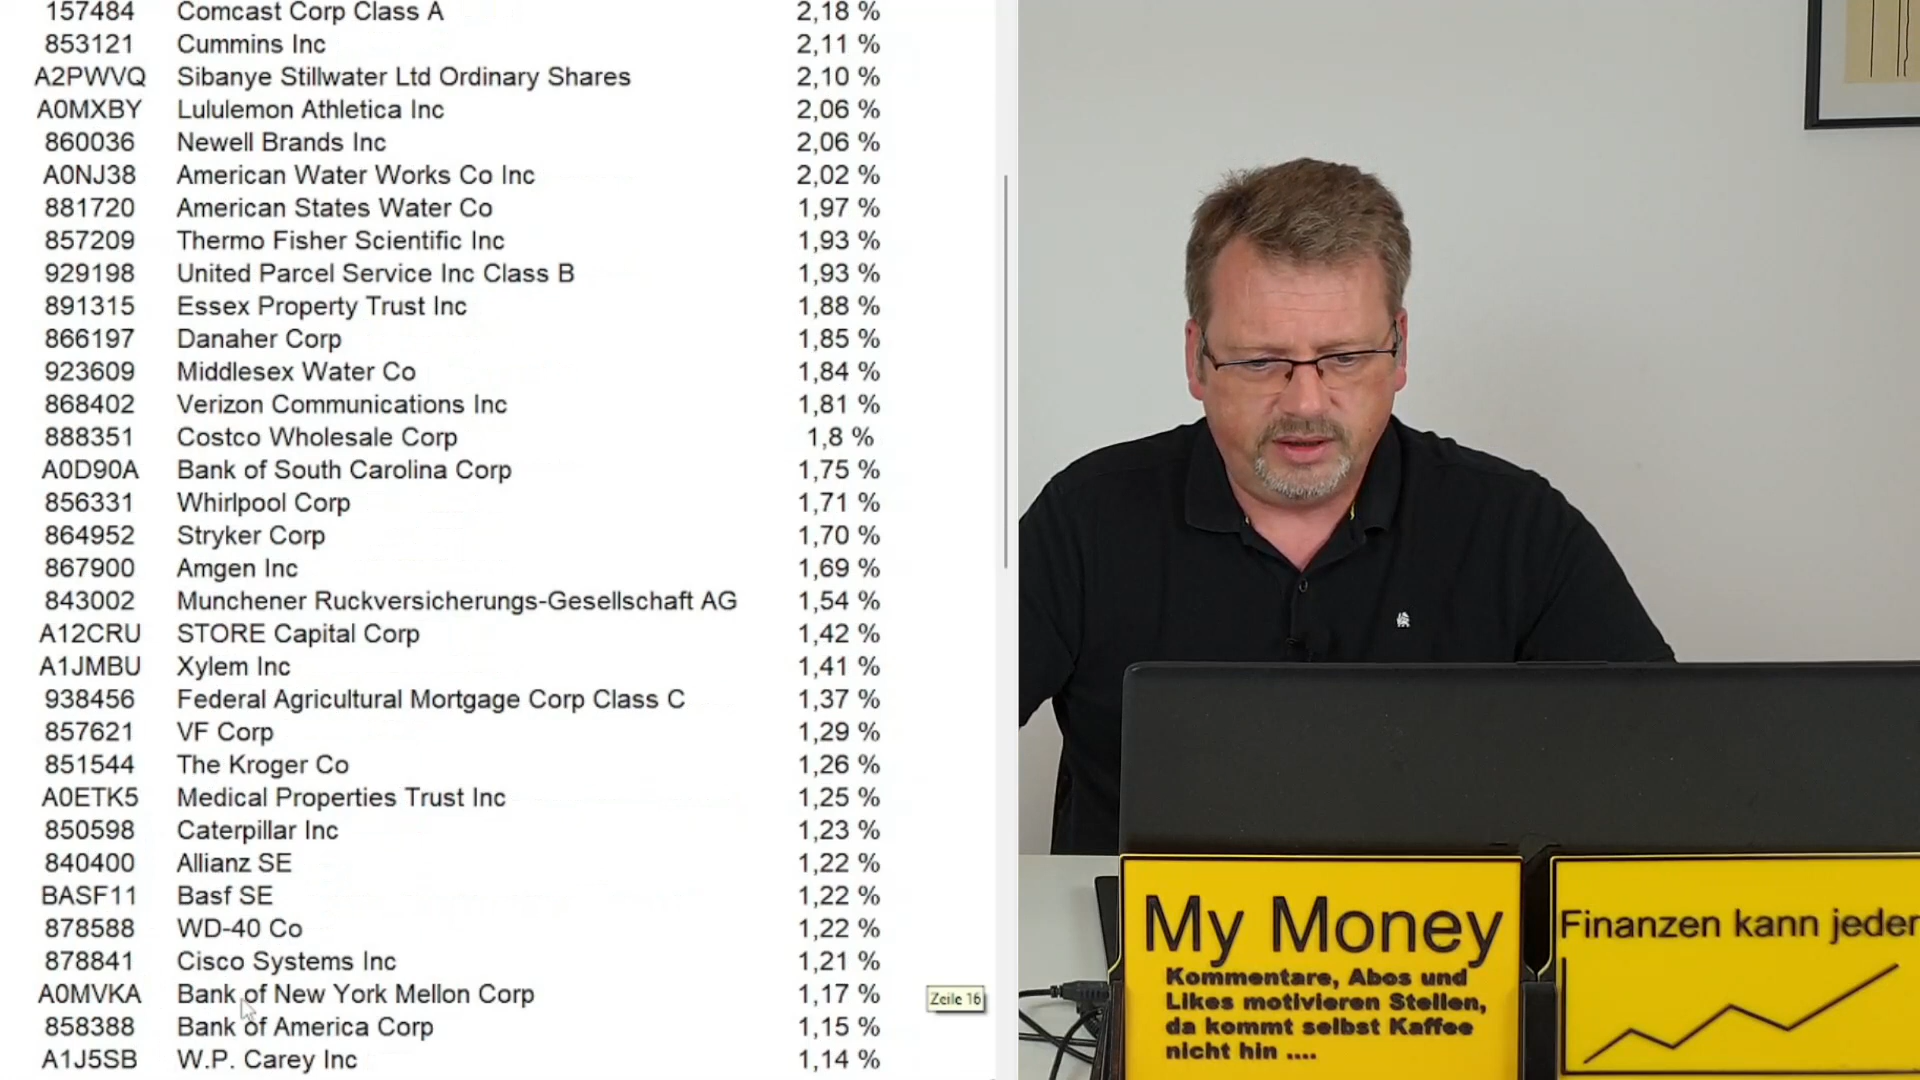 157484 Comcast Corp Class A 2,18 %
853121 Cummins Inc 2,11 %
A2PWVQ Sibanye Stillwater Ltd Ordinary Shares 2,10 %
A0MXBY Lululemon Athletica Inc 2,06 %
860036 Newell Brands Inc 2,06 %
A0NJ38 American Water Works Co Inc 2,02 %
881720 American States Water Co 1,97 %
857209 Thermo Fisher Scientific Inc 1,93 %
929198 United Parcel Service Inc Class B 1,93 %
891315 Essex Property Trust Inc 1,88 %
866197 Danaher Corp 1,85 %
923609 Middlesex Water Co 1,84 %
868402 Verizon Communications Inc 1,81 %
888351 Costco Wholesale Corp 1,8 %
A0D90A Bank of South Carolina Corp 1,75 %
856331 Whirlpool Corp 1,71 %
864952 Stryker Corp 1,70 %
867900 Amgen Inc 1,69 %
843002 Munchener Ruckversicherungs-Gesellschaft AG 1,54 %
A12CRU STORE Capital Corp 1,42 %
A1JMBU Xylem Inc 1,41 %
938456 Federal Agricultural Mortgage Corp Class C 1,37 %
857621 VF Corp 1,29 %
851544 The Kroger Co 1,26 %
A0ETK5 Medical Properties Trust Inc 1,25 %
850598 Caterpillar Inc 1,23 %
840400 Allianz SE 1,22 %
BASF11 Basf SE 1,22 %
878588 WD-40 Co 1,22 %
878841 Cisco Systems Inc 1,21 %
A0MVKA Bank of New York Mellon Corp 1,17 %
858388 Bank of America Corp 1,15 %
A1J5SB W.P. Carey Inc 1,14 %
Zeile 16
My Money
Kommentare, Abos und
Likes motivieren Stellen,
da kommt selbst Kaffee
nicht hin ....
Finanzen kann jeder